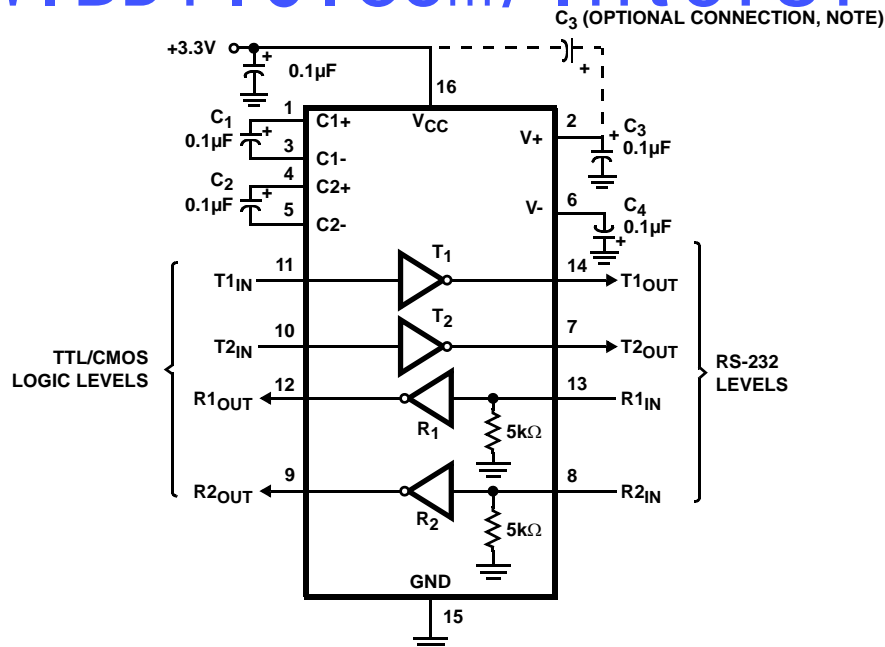 C3 (OPTIONAL CONNECTION, NOTE)
+3.3V
+
0.1µF
+
16
C1
0.1µF
+
1
C1+
VCC
3
C1-
2
V+
+
C3
0.1µF
C2
0.1µF
+
4
C2+
5
C2-
6
V-
C4
0.1µF
+
T1IN
11
T1
14
T1OUT
T2IN
10
T2
7
T2OUT
TTL/CMOS
LOGIC LEVELS
RS-232
LEVELS
R1OUT
12
R1
13
R1IN
5kΩ
R2OUT
9
R2
8
R2IN
5kΩ
GND
15